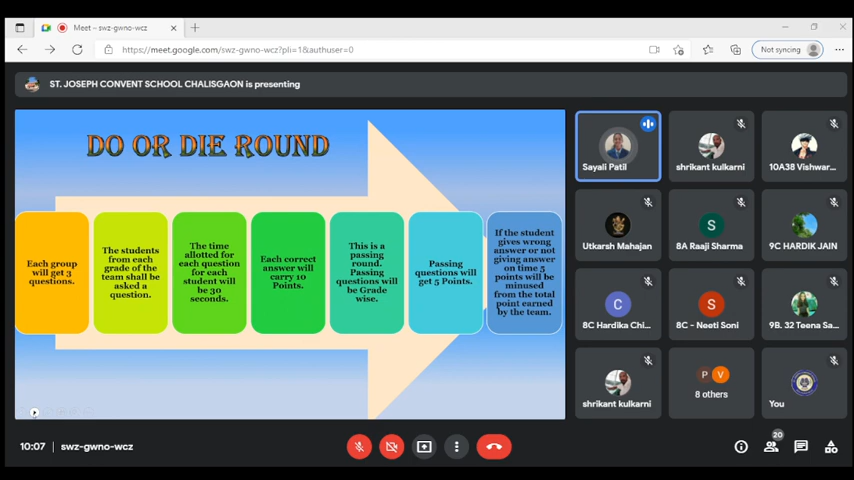 Meet – swz-gwno-wcz
https://meet.google.com/swz-gwno-wcz?pli=1&authuser=0
Not syncing
ST. JOSEPH CONVENT SCHOOL CHALISGAON is presenting
DO OR DIE ROUND
Each group
will get 3
questions.
The students
from each
grade of the
team shall be
asked a
question.
The time
allotted for
each question
for each
student will
be 30
seconds.
Each correct
answer will
carry 10
Points.
This is a
passing
round.
Passing
questions will
be Grade
wise.
Passing
questions will
get 5 Points.
If the student
gives wrong
answer or not
giving answer
on time 5
points will be
minused
from the total
point earned
by the team.
Sayali Patil
shrikant kulkarni
10A38 Vishwar...
Utkarsh Mahajan
S
8A Raaji Sharma
9C HARDIK JAIN
C
8C Hardika Chi...
S
8C - Neeti Soni
9B. 32 Teena Sa...
shrikant kulkarni
P V
8 others
You
10:07 | swz-gwno-wcz
20